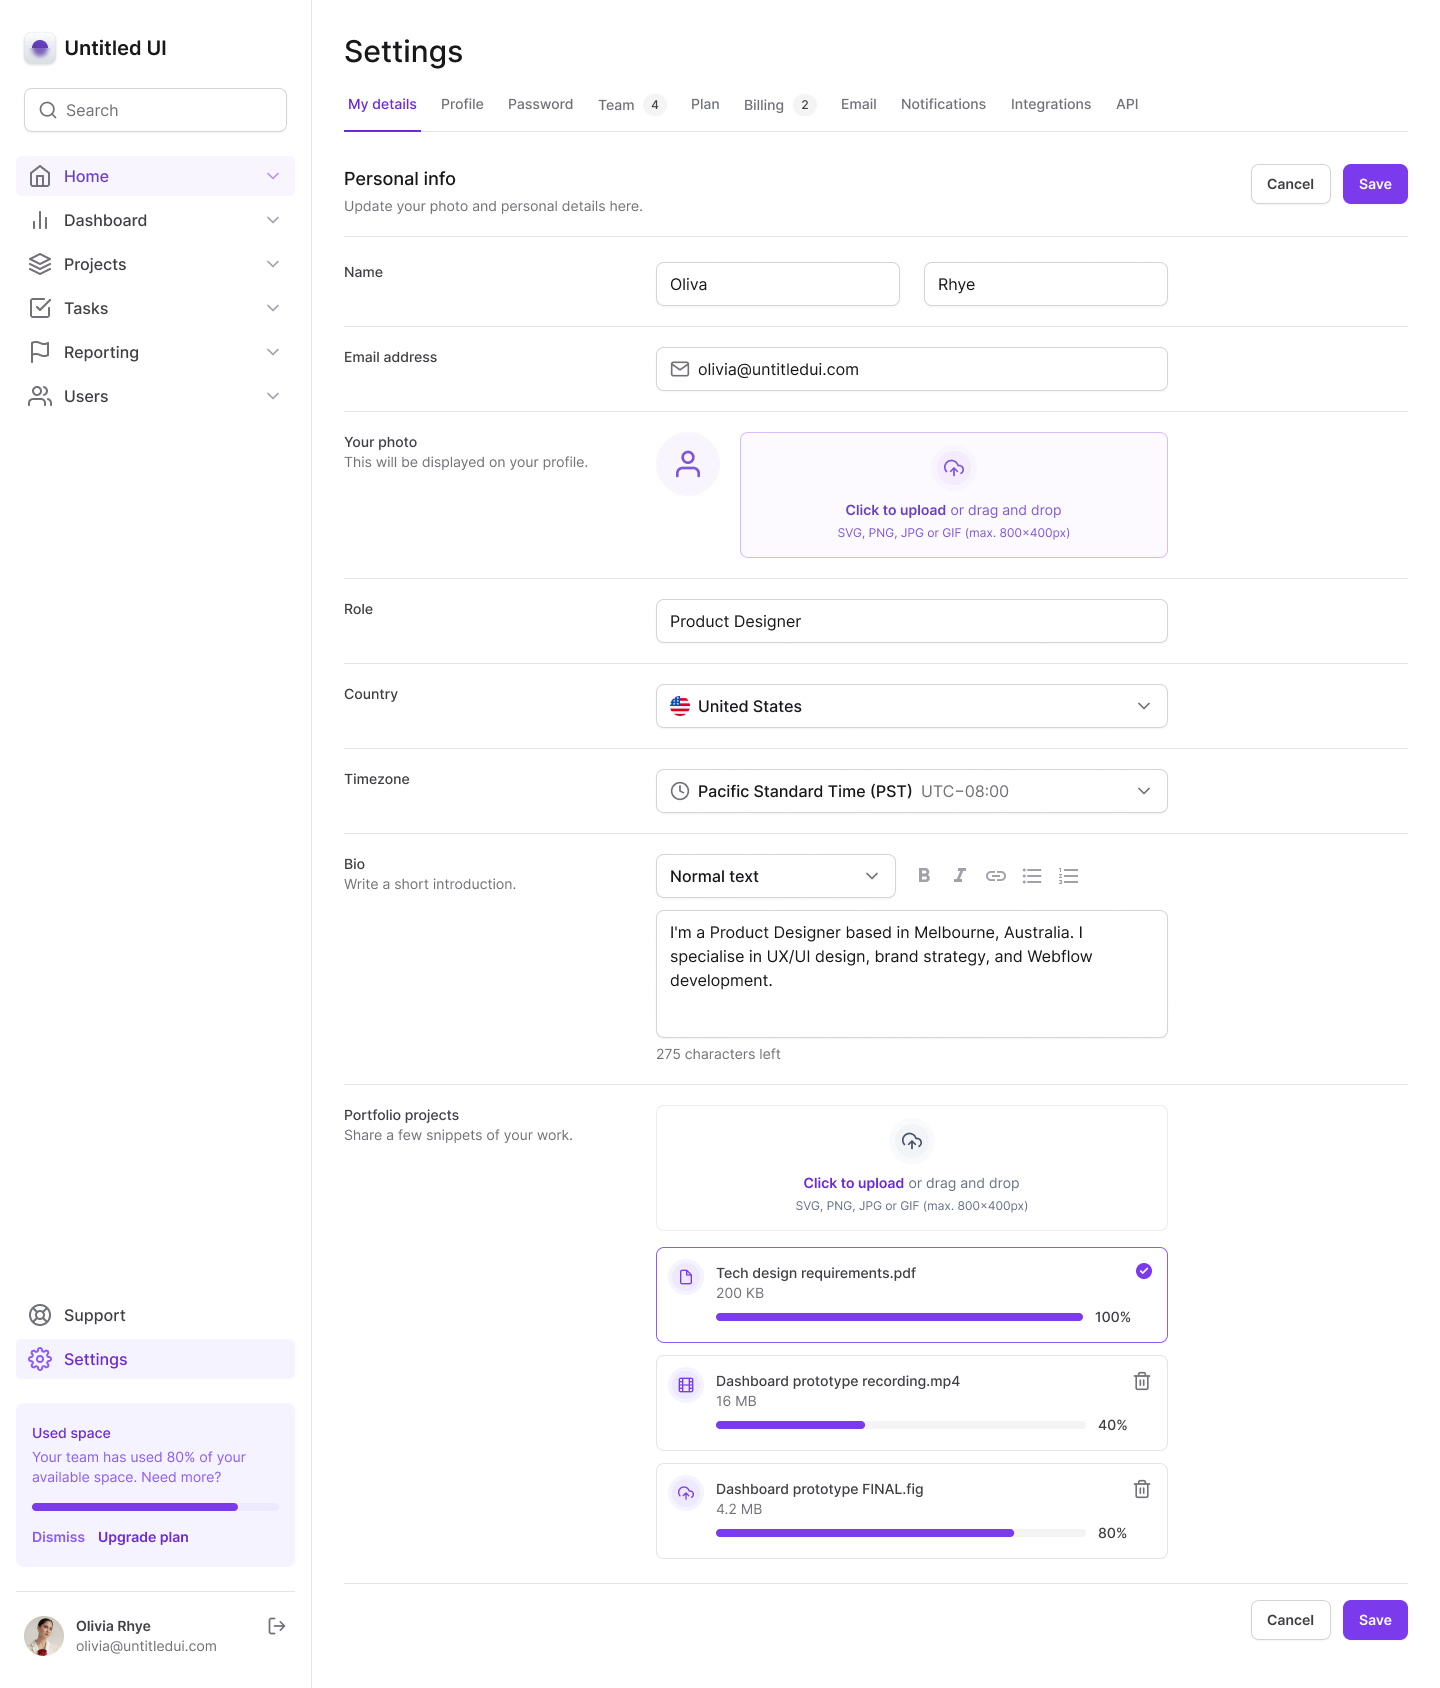 Untitled UI
Search
Home
Dashboard
Projects
Tasks
Reporting
Users
Support
Settings
Used space
Your team has used 80% of your
available space. Need more?
Dismiss Upgrade plan
Olivia Rhye
olivia@untitledui.com
Settings
My details Profile Password Team 4 Plan Billing 2 Email Notifications Integrations API
Personal info
Update your photo and personal details here.
Cancel Save
Name
Oliva Rhye
Email address
olivia@untitledui.com
Your photo
This will be displayed on your profile.
Click to upload or drag and drop
SVG, PNG, JPG or GIF (max. 800×400px)
Role
Product Designer
Country
United States
Timezone
Pacific Standard Time (PST) UTC−08:00
Bio
Write a short introduction.
Normal text
I'm a Product Designer based in Melbourne, Australia. I
specialise in UX/UI design, brand strategy, and Webflow
development.
275 characters left
Portfolio projects
Share a few snippets of your work.
Click to upload or drag and drop
SVG, PNG, JPG or GIF (max. 800×400px)
Tech design requirements.pdf
200 KB
100%
Dashboard prototype recording.mp4
16 MB
40%
Dashboard prototype FINAL.fig
4.2 MB
80%
Cancel Save